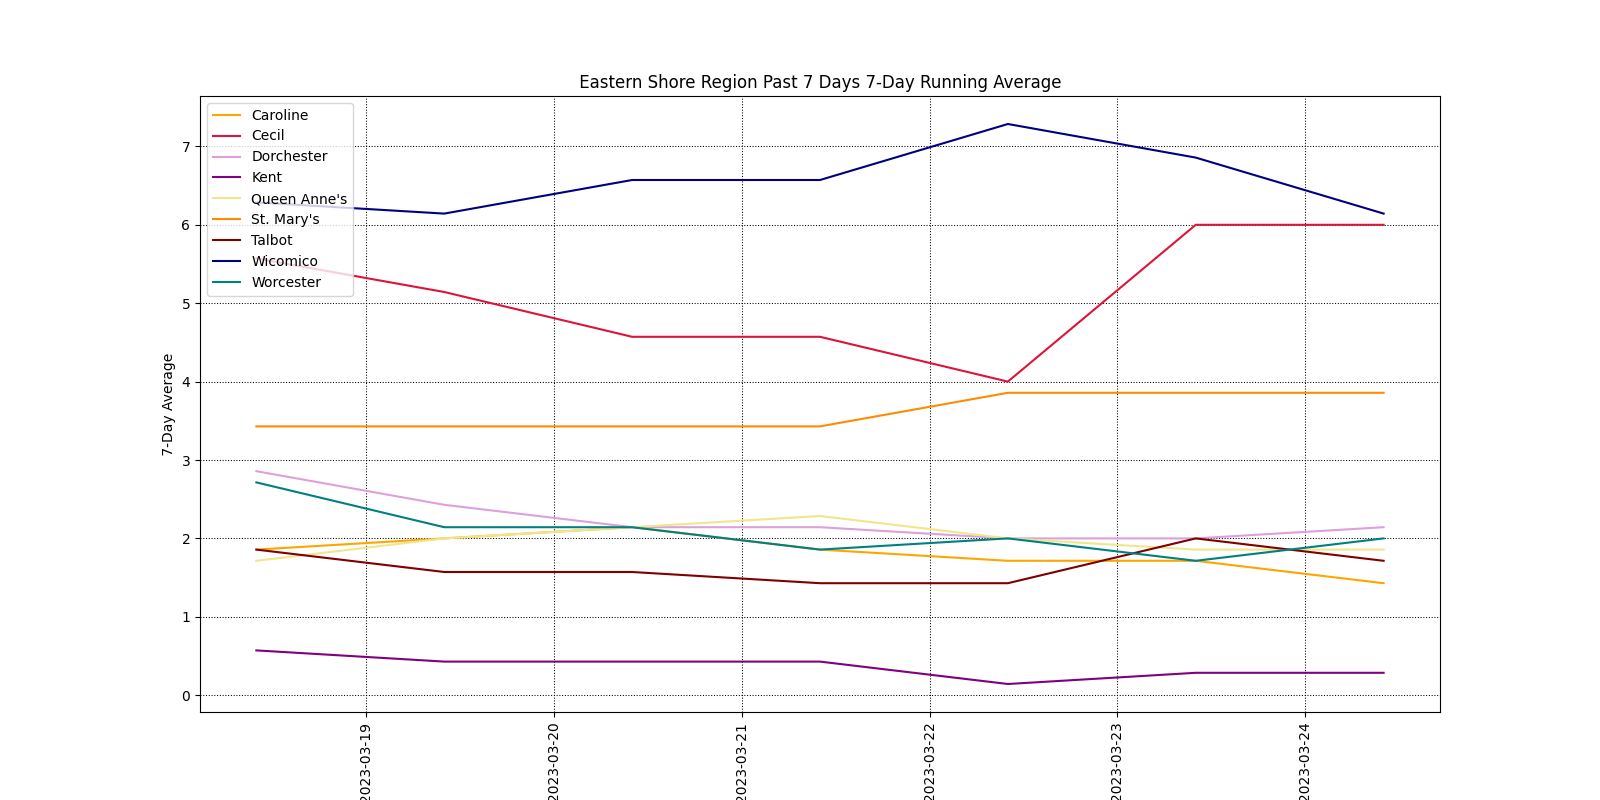 Eastern Shore Region Past 7 Days 7-Day Running Average
Caroline
Cecil
Dorchester
Kent
Queen Anne's
St. Mary's
Talbot
Wicomico
Worcester
7-Day Average
7
6
5
4
3
2
1
0
2023-03-19
2023-03-20
2023-03-21
2023-03-22
2023-03-23
2023-03-24